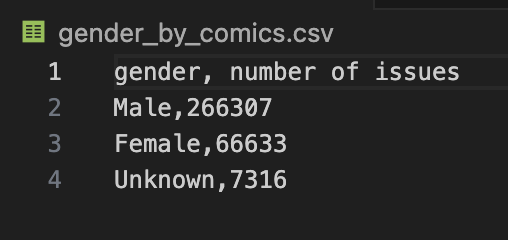 gender_by_comics.csv
1 gender, number of issues
2 Male,266307
3 Female,66633
4 Unknown,7316